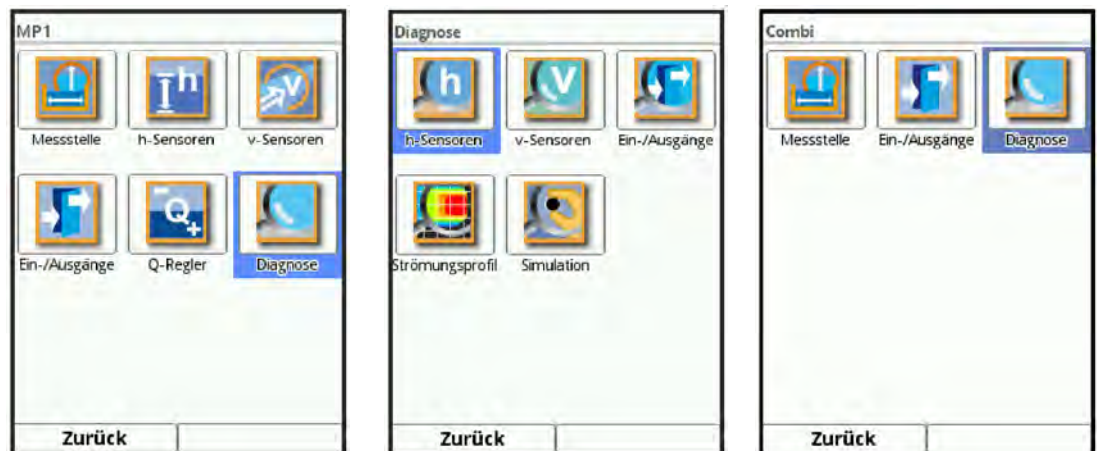 MP1
Messstelle h-Sensoren v-Sensoren
Ein-/Ausgänge Q-Regler Diagnose
Zurück
Diagnose
h-Sensoren v-Sensoren Ein-/Ausgänge
Strömungsprofil Simulation
Zurück
Combi
Messstelle Ein-/Ausgänge Diagnose
Zurück